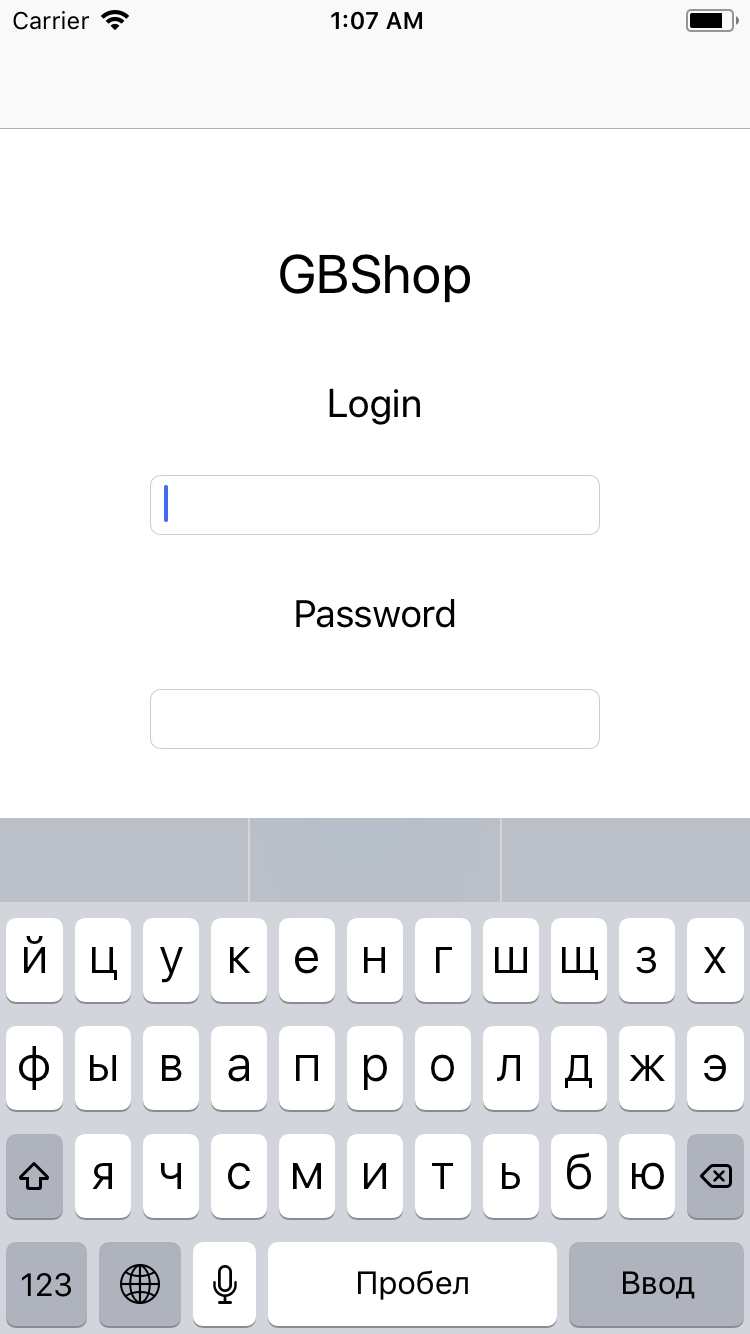 Carrier 1:07 AM
GBShop
Login
Password
й ц у к е н г ш щ з х
ф ы в а п р о л д ж э
я ч с м и т ь б ю
123 Пробел Ввод